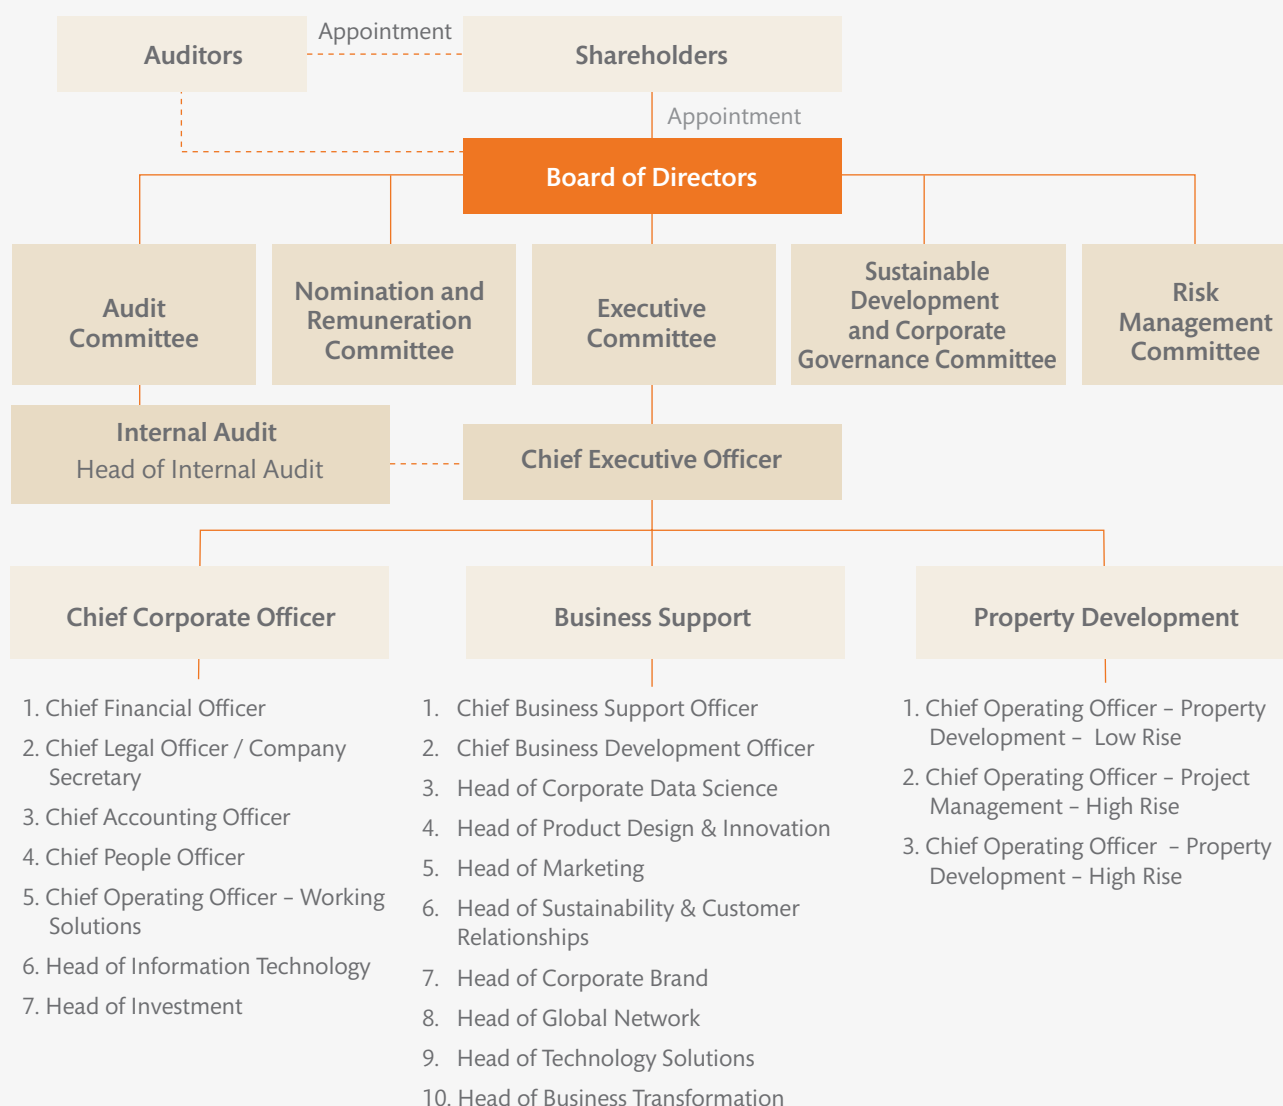 Auditors
Appointment
Shareholders
Appointment
Board of Directors
Audit
Committee
Nomination and
Remuneration
Committee
Executive
Committee
Sustainable
Development
and Corporate
Governance Committee
Risk
Management
Committee
Internal Audit
Head of Internal Audit
Chief Executive Officer
Chief Corporate Officer
1. Chief Financial Officer
2. Chief Legal Officer / Company
Secretary
3. Chief Accounting Officer
4. Chief People Officer
5. Chief Operating Officer – Working
Solutions
6. Head of Information Technology
7. Head of Investment
Business Support
1. Chief Business Support Officer
2. Chief Business Development Officer
3. Head of Corporate Data Science
4. Head of Product Design & Innovation
5. Head of Marketing
6. Head of Sustainability & Customer
Relationships
7. Head of Corporate Brand
8. Head of Global Network
9. Head of Technology Solutions
10. Head of Business Transformation
Property Development
1. Chief Operating Officer – Property
Development – Low Rise
2. Chief Operating Officer – Project
Management – High Rise
3. Chief Operating Officer – Property
Development – High Rise